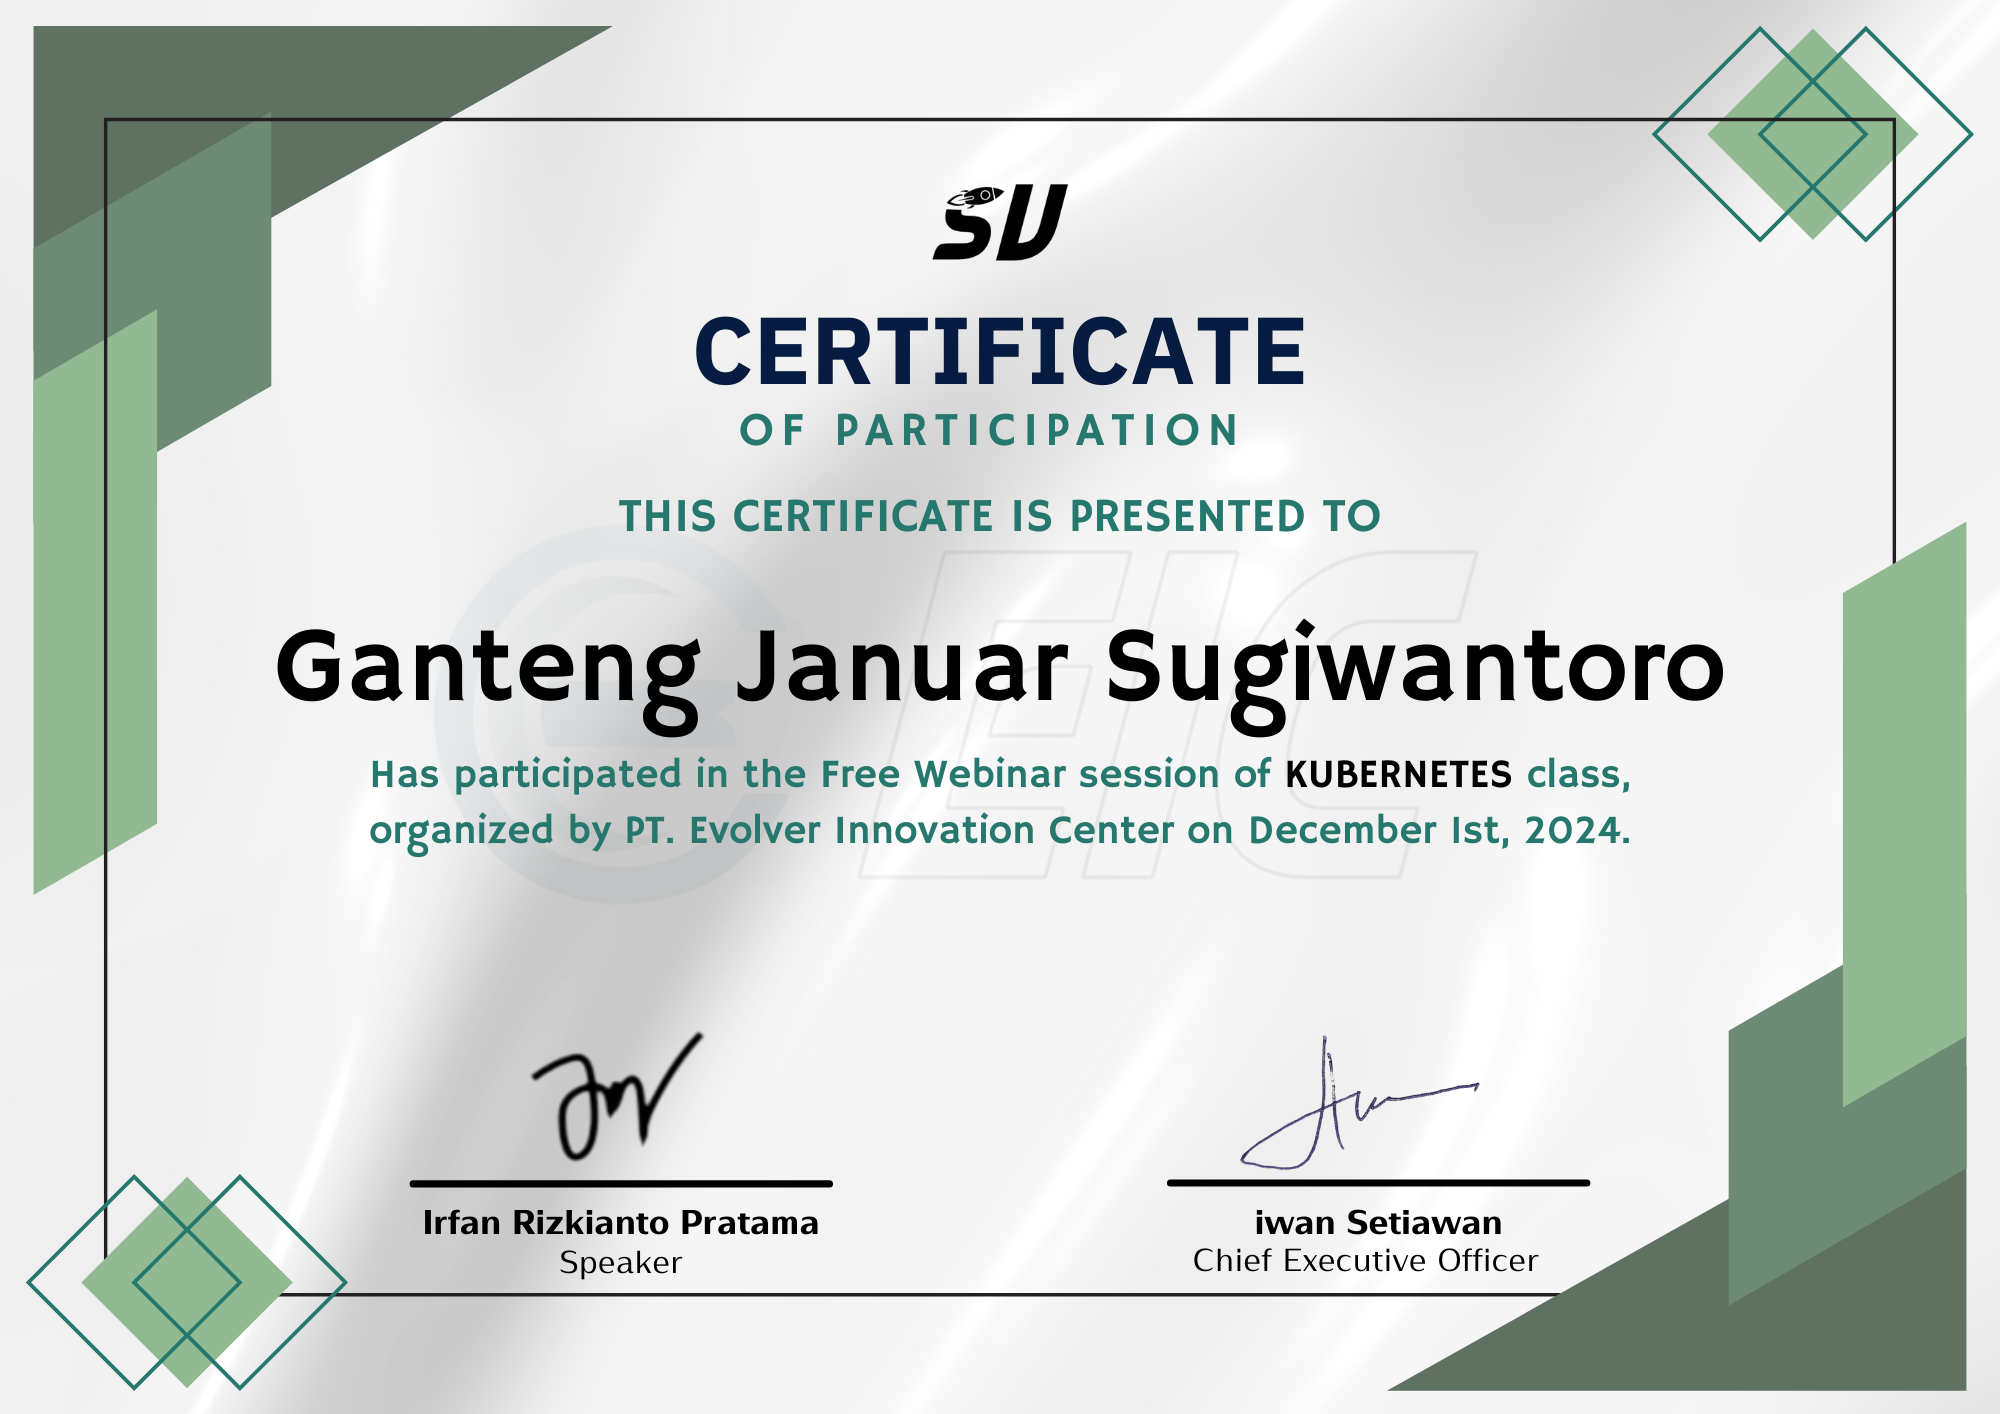 SU
CERTIFICATE
OF PARTICIPATION
THIS CERTIFICATE IS PRESENTED TO
EIC
Ganteng Januar Sugiwantoro
Has participated in the Free Webinar session of KUBERNETES class,
organized by PT. Evolver Innovation Center on December 1st, 2024.
Irfan Rizkianto Pratama
Speaker
iwan Setiawan
Chief Executive Officer